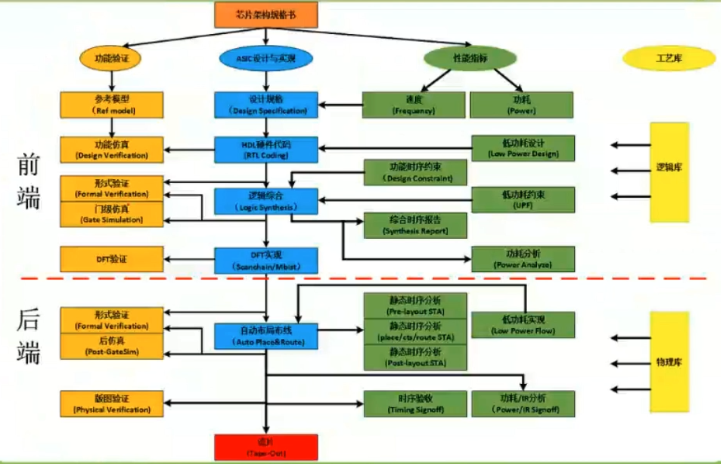 芯片架构规格书
功能验证
ASIC设计与实现
性能指标
工艺库
参考模型
(Ref model)
设计规格
(Design Specification)
速度
(Frequency)
功耗
(Power)
功能仿真
(Design Verification)
HDL硬件代码
(RTL Coding)
低功耗设计
(Low Power Design)
前端
逻辑库
功能时序约束
(Design Constraint)
形式验证
(Formal Verification)
门级仿真
(Gate Simulation)
逻辑综合
(Logic Synthesis)
低功耗约束
(UPF)
综合时序报告
(Synthesis Report)
DFT验证
DFT实现
(Scanchain/Mbist)
功耗分析
(Power Analyze)
后端
形式验证
(Formal Verification)
后仿真
(Post-GateSim)
自动布局布线
(Auto Place&Route)
静态时序分析
(Pre-layout STA)
静态时序分析
(place/cts/route STA)
静态时序分析
(Post-layout STA)
低功耗实现
(Low Power Flow)
物理库
版图验证
(Physical Verification)
时序验收
(Timing Signoff)
功耗/IR分析
(Power/IR Signoff)
流片
(Tape-Out)